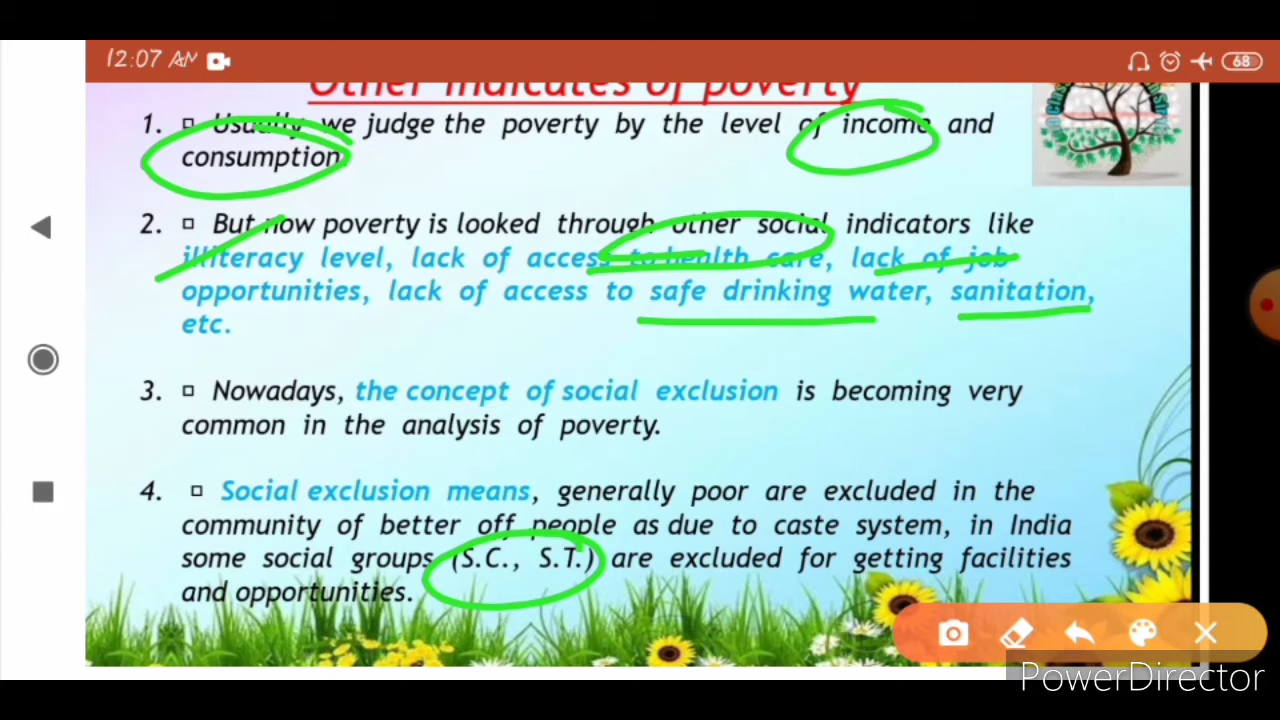 12:07 AM
68
Other indicates of poverty
1. Usually we judge the poverty by the level of income and
consumption
2. But now poverty is looked through other social indicators like
illiteracy level, lack of access to health care, lack of job
opportunities, lack of access to safe drinking water, sanitation,
etc.
3. Nowadays, the concept of social exclusion is becoming very
common in the analysis of poverty.
4. Social exclusion means, generally poor are excluded in the
community of better off people as due to caste system, in India
some social groups (S.C., S.T.) are excluded for getting facilities
and opportunities.
PowerDirector